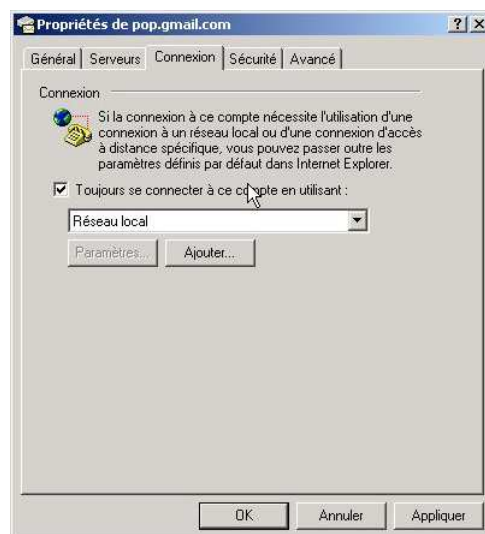 Propriétés de pop.gmail.com
Général Serveurs Connexion Sécurité Avancé
Connexion
Si la connexion à ce compte nécessite l'utilisation d'une
connexion à un réseau local ou d'une connexion d'accès
à distance spécifique, vous pouvez passer outre les
paramètres définis par défaut dans Internet Explorer.
Toujours se connecter à ce compte en utilisant :
Réseau local
Paramètres... Ajouter...
OK Annuler Appliquer